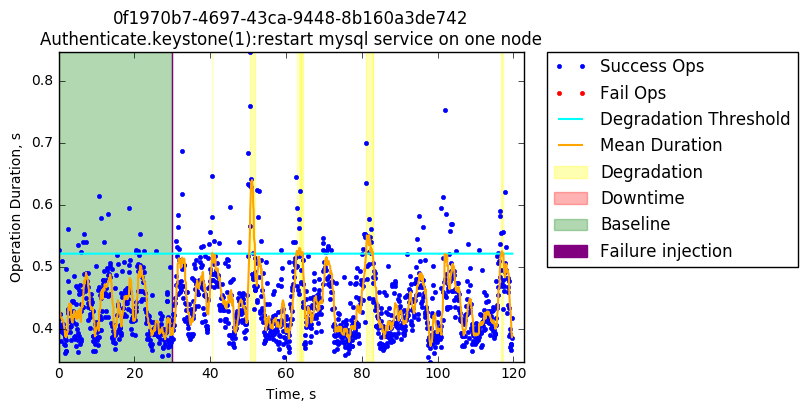 0f1970b7-4697-43ca-9448-8b160a3de742
Authenticate.keystone(1):restart mysql service on one node
Operation Duration, s
0.8
0.7
0.6
0.5
0.4
0 20 40 60 80 100 120
Time, s
Success Ops
Fail Ops
Degradation Threshold
Mean Duration
Degradation
Downtime
Baseline
Failure injection